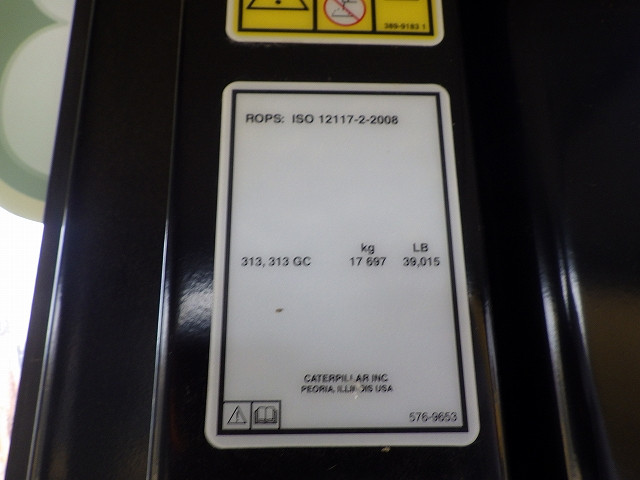 389-9183 1
ROPS: ISO 12117-2-2008
kg LB
313, 313 GC 17 697 39,015
CATERPILLAR INC
PEORIA, ILLINOIS USA
576-9653